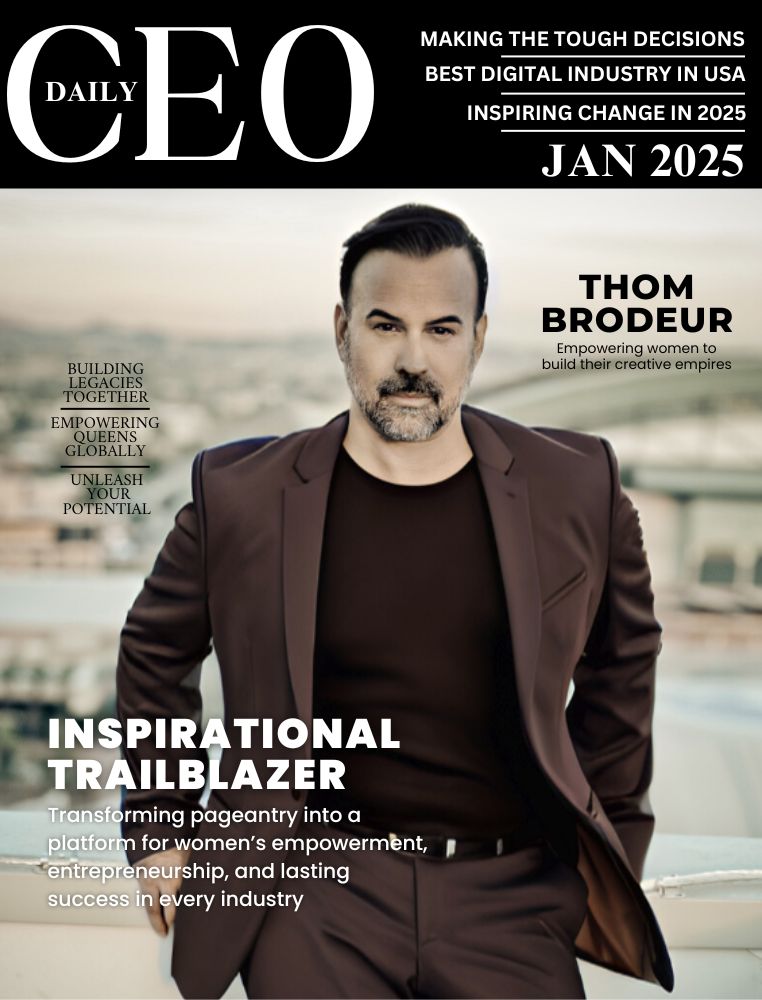 CEO
DAILY
MAKING THE TOUGH DECISIONS
BEST DIGITAL INDUSTRY IN USA
INSPIRING CHANGE IN 2025
JAN 2025
THOM
BRODEUR
Empowering women to
build their creative empires
BUILDING
LEGACIES
TOGETHER
EMPOWERING
QUEENS
GLOBALLY
UNLEASH
YOUR
POTENTIAL
INSPIRATIONAL
TRAILBLAZER
Transforming pageantry into a
platform for women’s empowerment,
entrepreneurship, and lasting
success in every industry